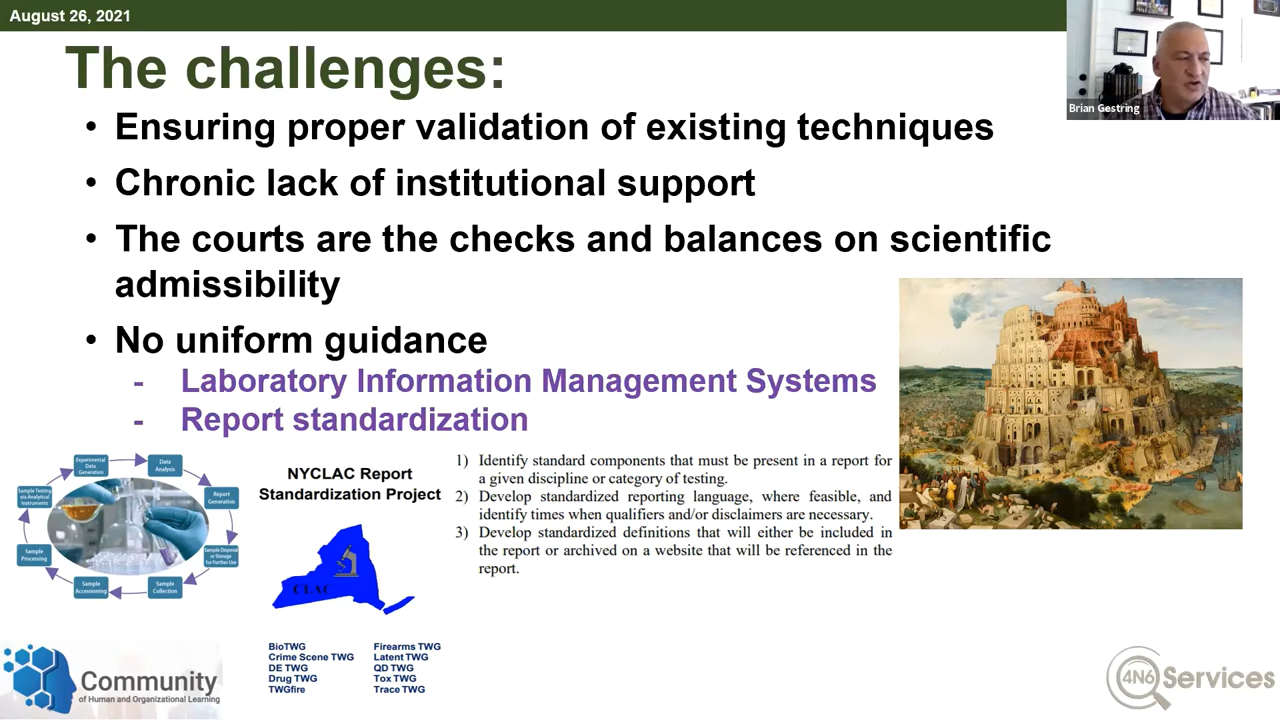 August 26, 2021
Brian Gestring
The challenges:
• Ensuring proper validation of existing techniques
• Chronic lack of institutional support
• The courts are the checks and balances on scientific
admissibility
• No uniform guidance
- Laboratory Information Management Systems
- Report standardization
Experimental
Data
Generation
Data
Analysis
Report
Generation
Sample Disposal
or Storage
for Further Use
Sample
Collection
Sample
Accessioning
Sample
Processing
Sample Testing
via Analytical
Instruments
NYCLAC Report
Standardization Project
CLAC
1) Identify standard components that must be present in a report for
a given discipline or category of testing.
2) Develop standardized reporting language, where feasible, and
identify times when qualifiers and/or disclaimers are necessary.
3) Develop standardized definitions that will either be included in
the report or archived on a website that will be referenced in the
report.
BioTWG
Crime Scene TWG
DE TWG
Drug TWG
TWGfire
Firearms TWG
Latent TWG
QD TWG
Tox TWG
Trace TWG
Community
of Human and Organizational Learning
4N6 Services